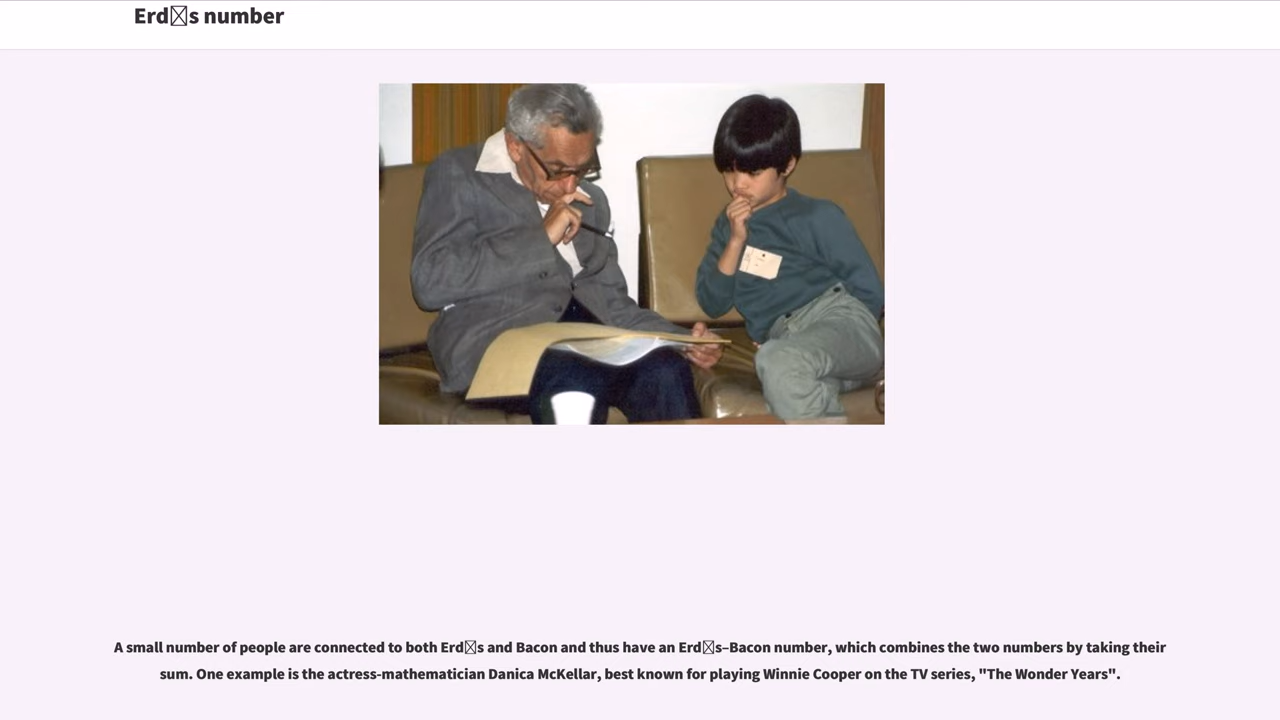 Erd□s number
A small number of people are connected to both Erd□s and Bacon and thus have an Erd□s–Bacon number, which combines the two numbers by taking their
sum. One example is the actress-mathematician Danica McKellar, best known for playing Winnie Cooper on the TV series, "The Wonder Years".